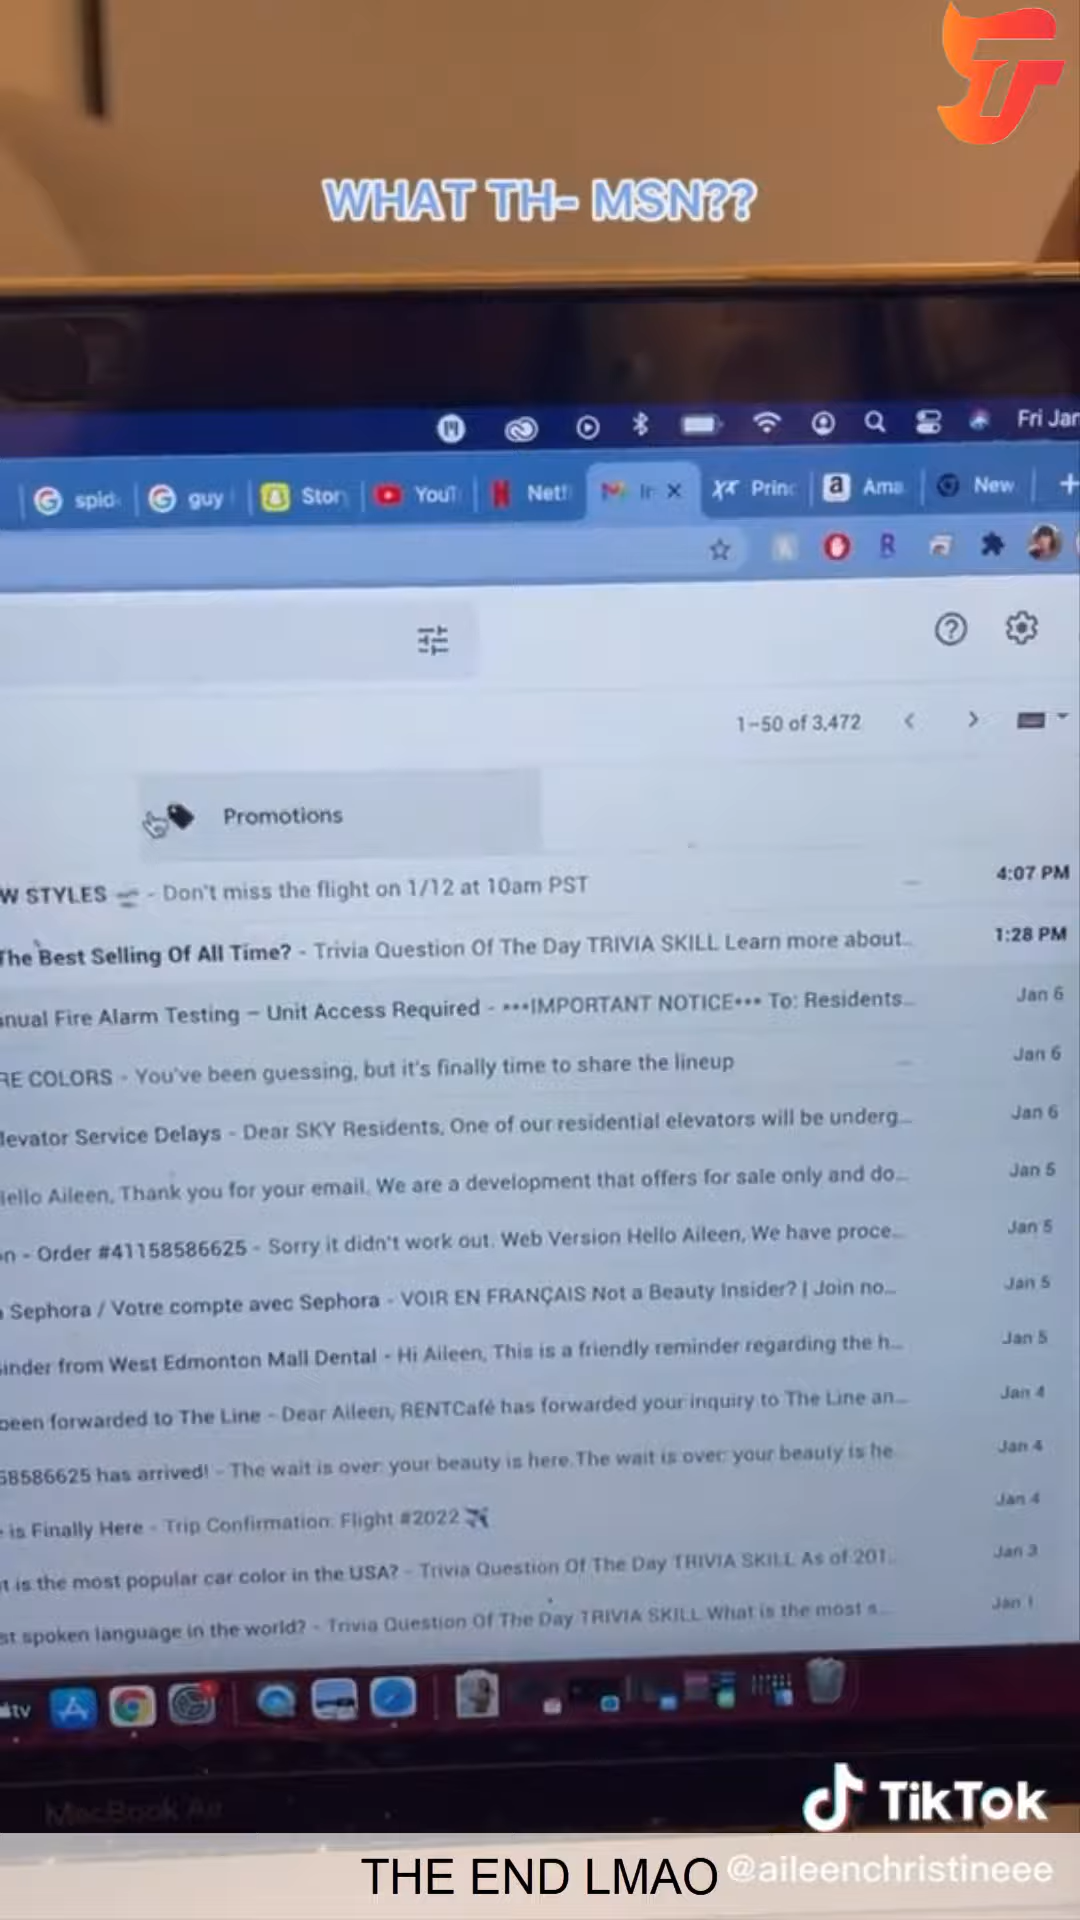 WHAT TH- MSN??
Fri Jan
spid
guy
Stor
YouT
Netf
In
Princ
Ama
New
1-50 of 3,472
Promotions
W STYLES - Don't miss the flight on 1/12 at 10am PST 4:07 PM
The Best Selling Of All Time? - Trivia Question Of The Day TRIVIA SKILL Learn more about... 1:28 PM
nnual Fire Alarm Testing – Unit Access Required - ***IMPORTANT NOTICE*** To: Residents... Jan 6
RE COLORS - You've been guessing, but it's finally time to share the lineup Jan 6
levator Service Delays - Dear SKY Residents, One of our residential elevators will be underg... Jan 6
Hello Aileen, Thank you for your email. We are a development that offers for sale only and do... Jan 5
on - Order #41158586625 - Sorry it didn't work out. Web Version Hello Aileen, We have proce... Jan 5
Sephora / Votre compte avec Sephora - VOIR EN FRANÇAIS Not a Beauty Insider? | Join no... Jan 5
inder from West Edmonton Mall Dental - Hi Aileen, This is a friendly reminder regarding the h... Jan 5
been forwarded to The Line - Dear Aileen, RENTCafé has forwarded your inquiry to The Line an... Jan 4
58586625 has arrived! - The wait is over: your beauty is here.The wait is over: your beauty is he Jan 4
is Finally Here - Trip Confirmation: Flight #2022 Jan 4
t is the most popular car color in the USA? - Trivia Question Of The Day TRIVIA SKILL As of 201... Jan 3
st spoken language in the world? - Trivia Question Of The Day TRIVIA SKILL What is the most s... Jan 1
tv
MacBook Air
TikTok
THE END LMAO @aileenchristineee